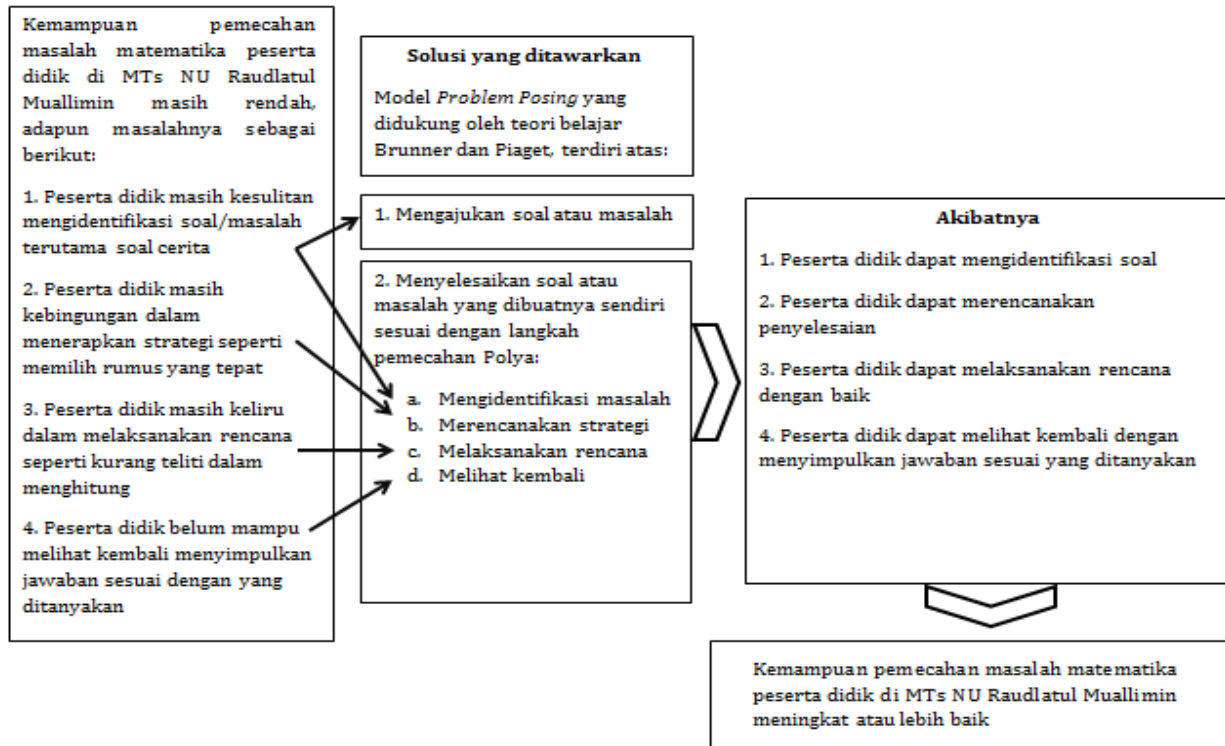 Kemampuan pemecahan
masalah matematika peserta
didik di MTs NU Raudlatul
Muallimin masih rendah,
adapun masalahnya sebagai
berikut:
1. Peserta didik masih kesulitan
mengidentifikasi soal/masalah
terutama soal cerita
2. Peserta didik masih
kebingungan dalam
menerapkan strategi seperti
memilih rumus yang tepat
3. Peserta didik masih keliru
dalam melaksanakan rencana
seperti kurang teliti dalam
menghitung
4. Peserta didik belum mampu
melihat kembali menyimpulkan
jawaban sesuai dengan yang
ditanyakan
Solusi yang ditawarkan
Model Problem Posing yang
didukung oleh teori belajar
Brunner dan Piaget, terdiri atas:
1. Mengajukan soal atau masalah
2. Menyelesaikan soal atau
masalah yang dibuatnya sendiri
sesuai dengan langkah
pemecahan Polya:
a. Mengidentifikasi masalah
b. Merencanakan strategi
c. Melaksanakan rencana
d. Melihat kembali
Akibatnya
1. Peserta didik dapat mengidentifikasi soal
2. Peserta didik dapat merencanakan
penyelesaian
3. Peserta didik dapat melaksanakan rencana
dengan baik
4. Peserta didik dapat melihat kembali dengan
menyimpulkan jawaban sesuai yang ditanyakan
Kemampuan pemecahan masalah matematika
peserta didik di MTs NU Raudlatul Muallimin
meningkat atau lebih baik